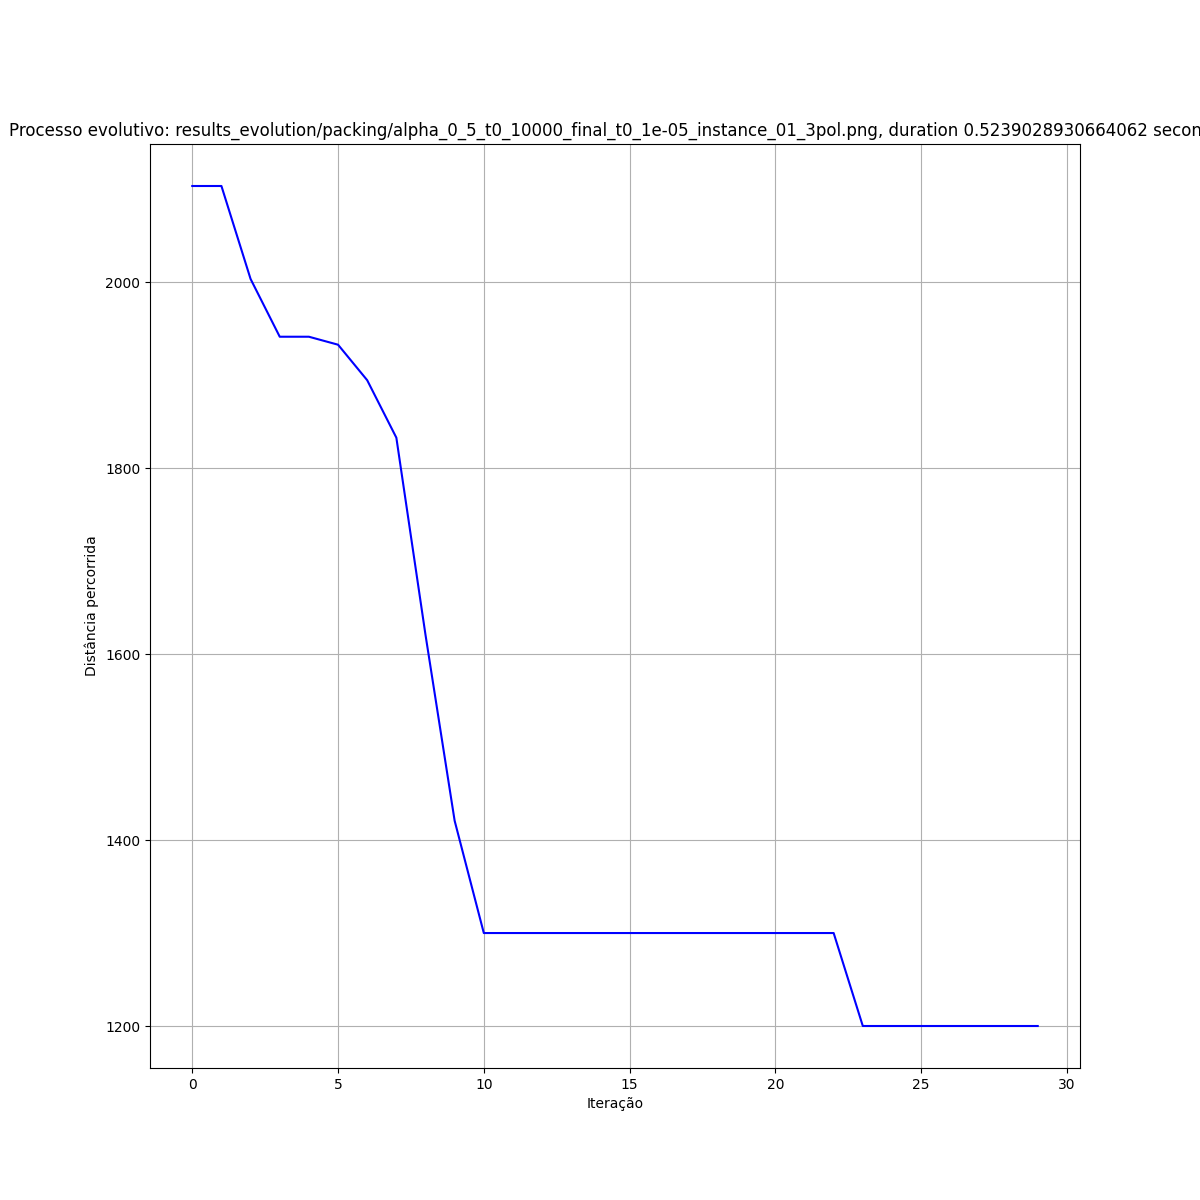 Processo evolutivo: results_evolution/packing/alpha_0_5_t0_10000_final_t0_1e-05_instance_01_3pol.png, duration 0.5239028930664062 secon
2000
1800
1600
1400
1200
Distância percorrida
0 5 10 15 20 25 30
Iteração